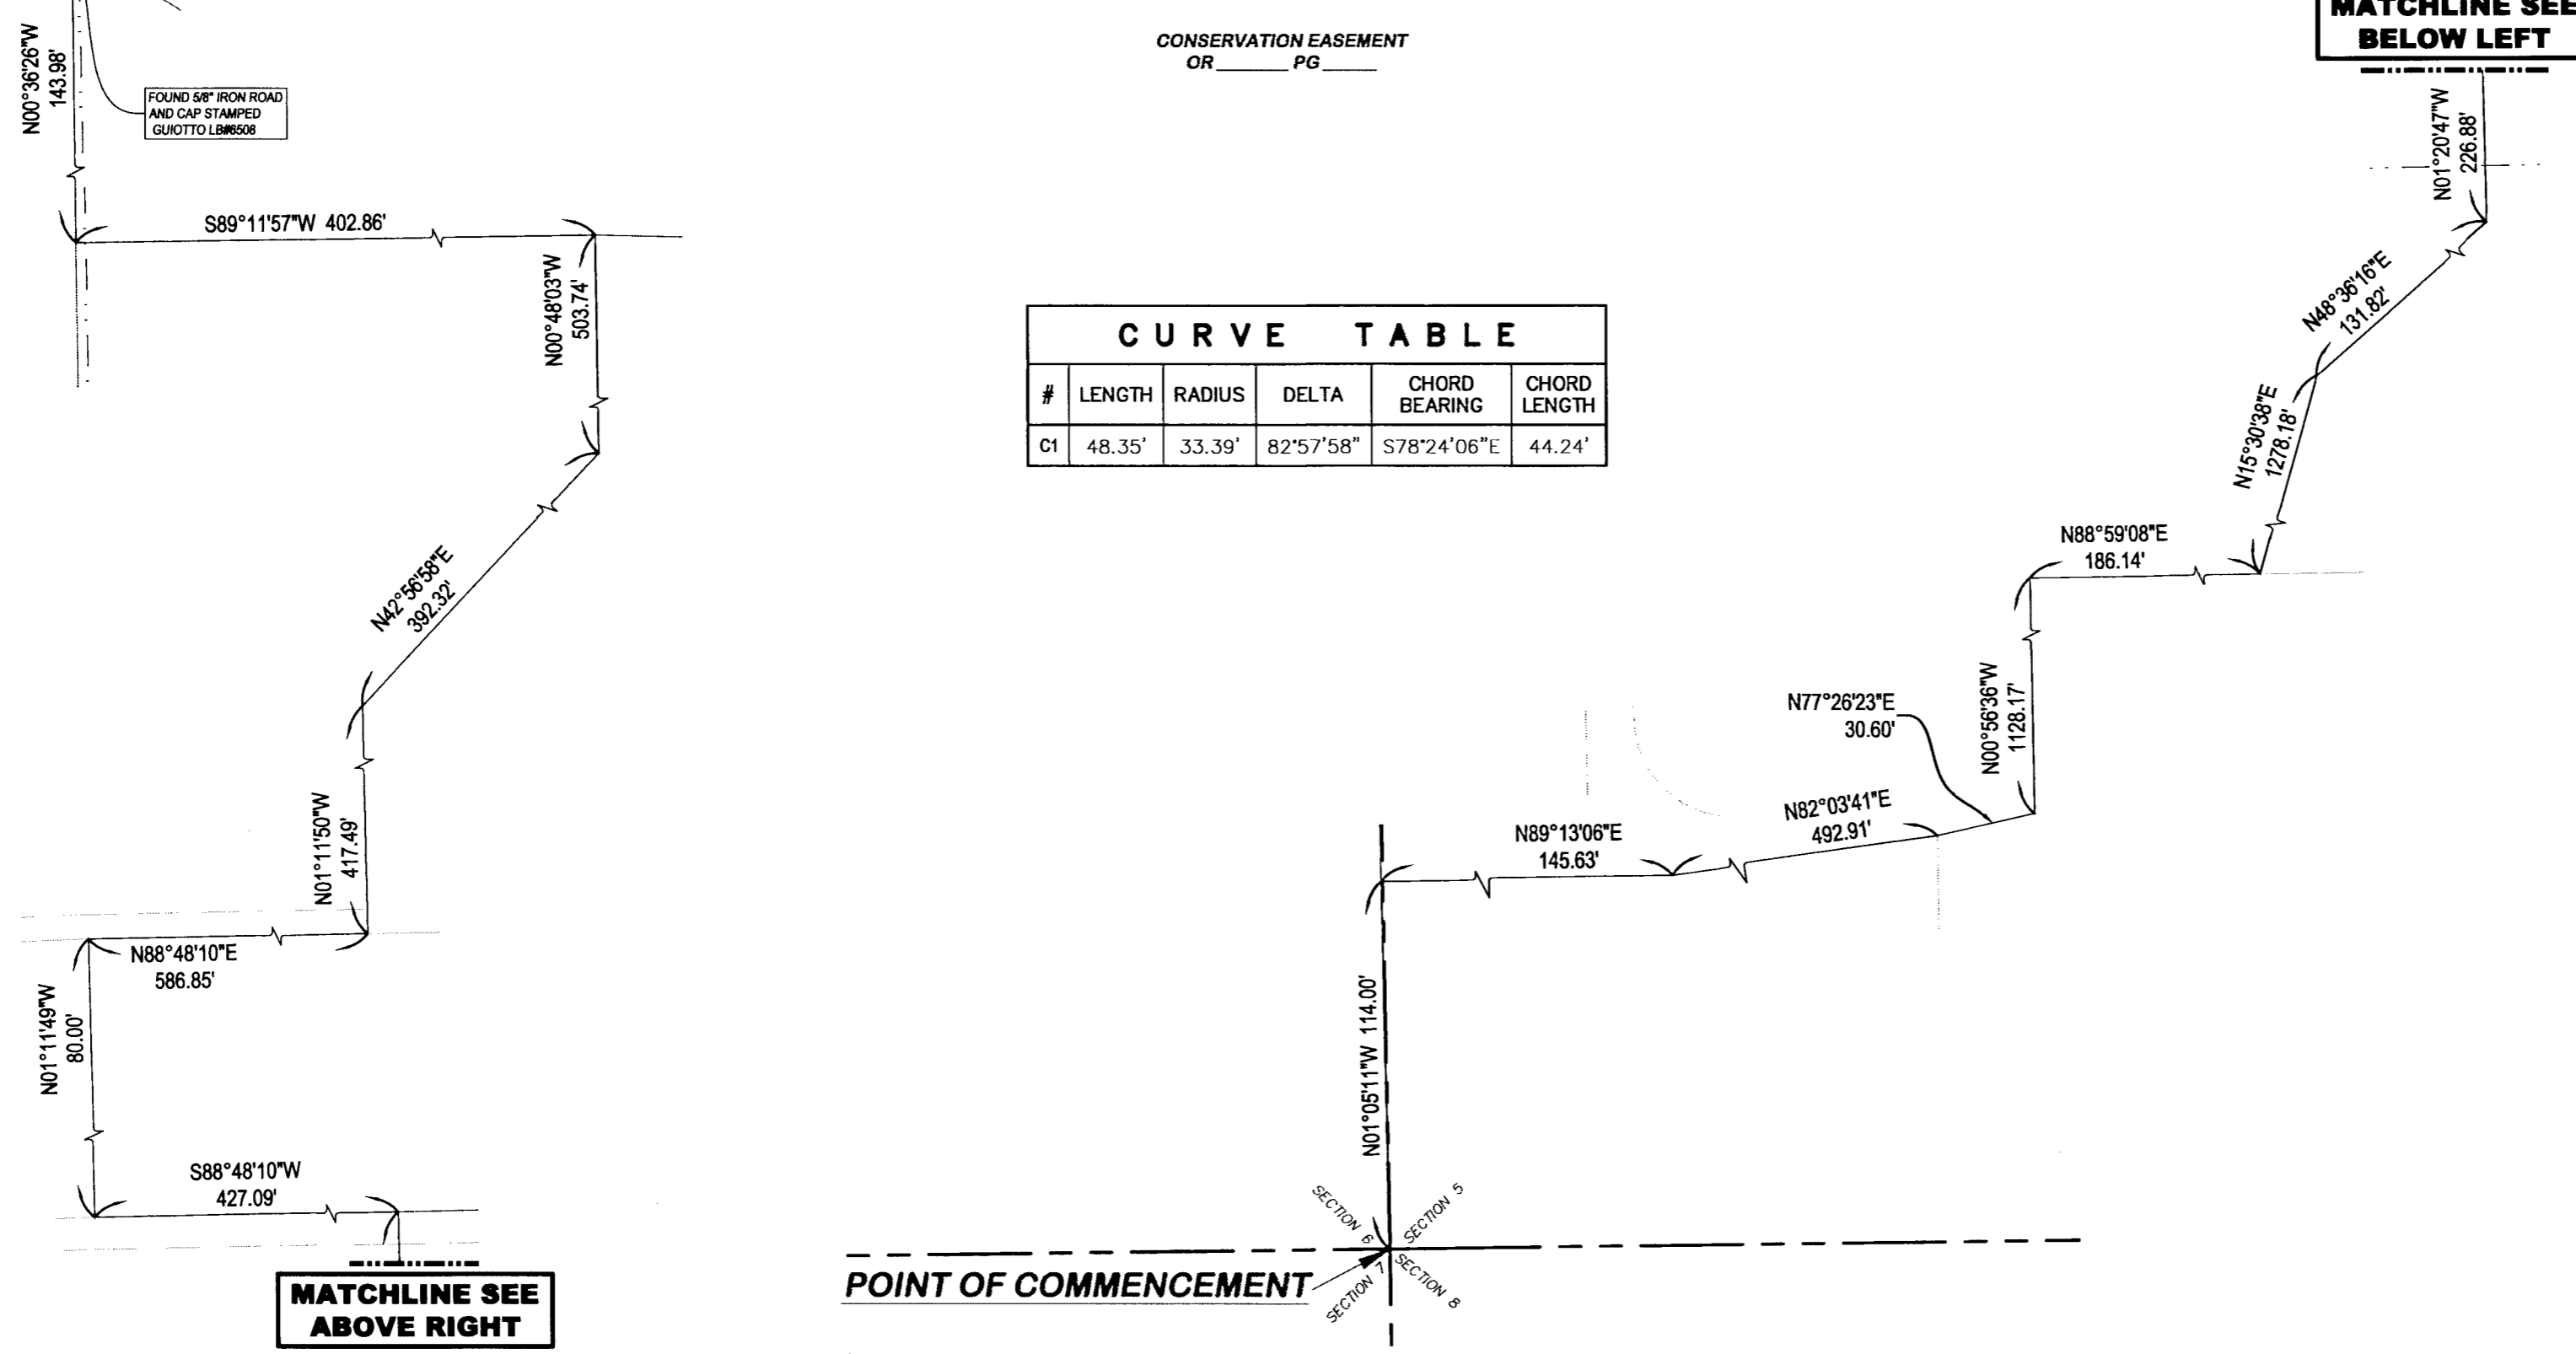 CONSERVATION EASEMENT
OR ______ PG ______
MATCHLINE SEE
BELOW LEFT
N00°36'26"W
143.98'
FOUND 5/8" IRON ROAD
AND CAP STAMPED
GUIOTTO LB#6508
S89°11'57"W 402.86'
N00°48'03"W
503.74'
N42°56'58"E
392.32'
N01°11'50"W
417.49'
N88°48'10"E
586.85'
N01°11'49"W
80.00'
S88°48'10"W
427.09'
MATCHLINE SEE
ABOVE RIGHT
CURVE TABLE
# LENGTH RADIUS DELTA CHORD BEARING CHORD LENGTH
C1 48.35' 33.39' 82°57'58" S78°24'06"E 44.24'
N01°20'47"W
226.88'
N48°36'16"E
131.82'
N15°30'38"E
1278.18'
N88°59'08"E
186.14'
N00°56'36"W
1128.17'
N77°26'23"E
30.60'
N82°03'41"E
492.91'
N89°13'06"E
145.63'
N01°05'11"W 114.00'
SECTION 6
SECTION 5
SECTION 7
SECTION 8
POINT OF COMMENCEMENT